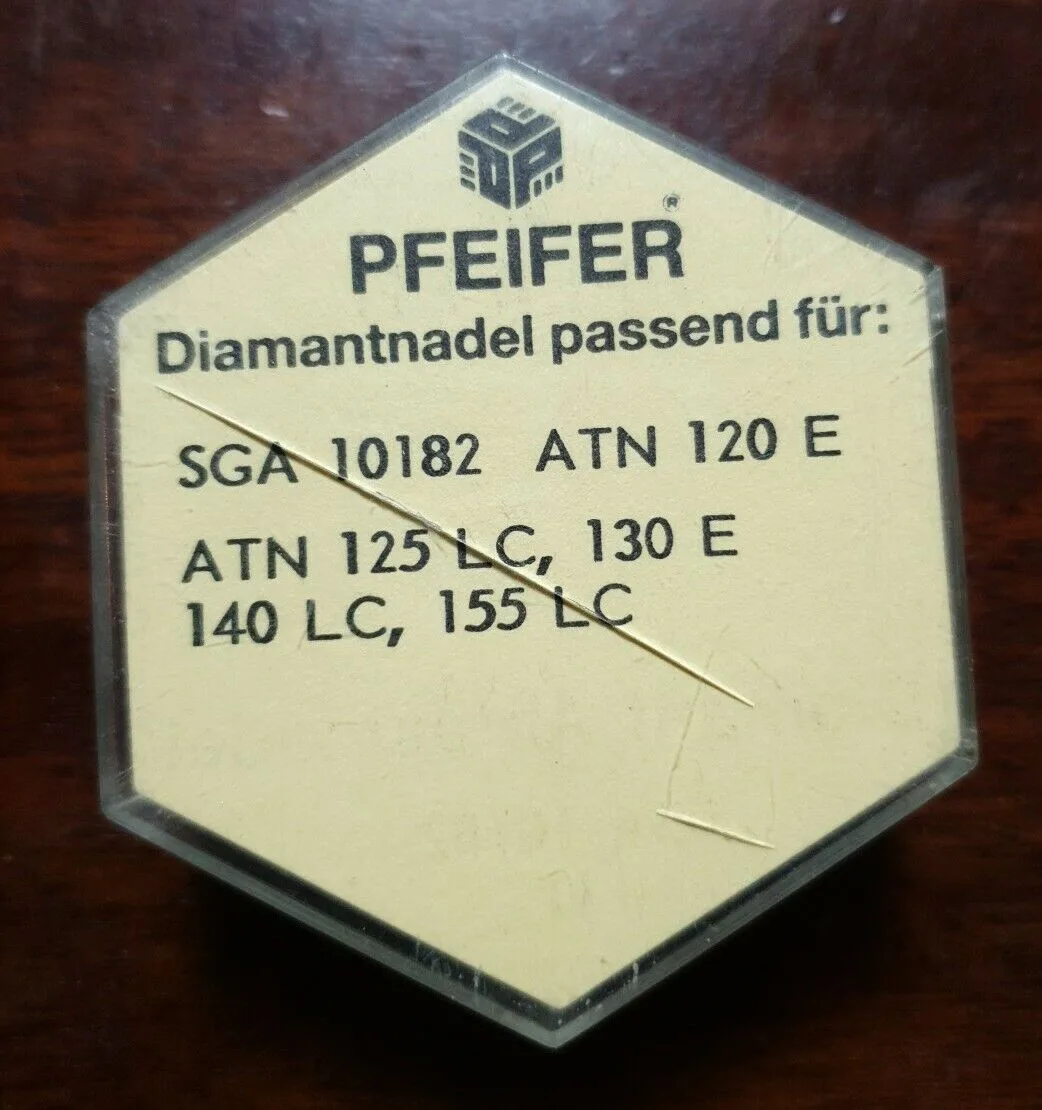 PFEIFER®
Diamantnadel passend für:
SGA 10182 ATN 120 E
ATN 125 LC, 130 E
140 LC, 155 LC